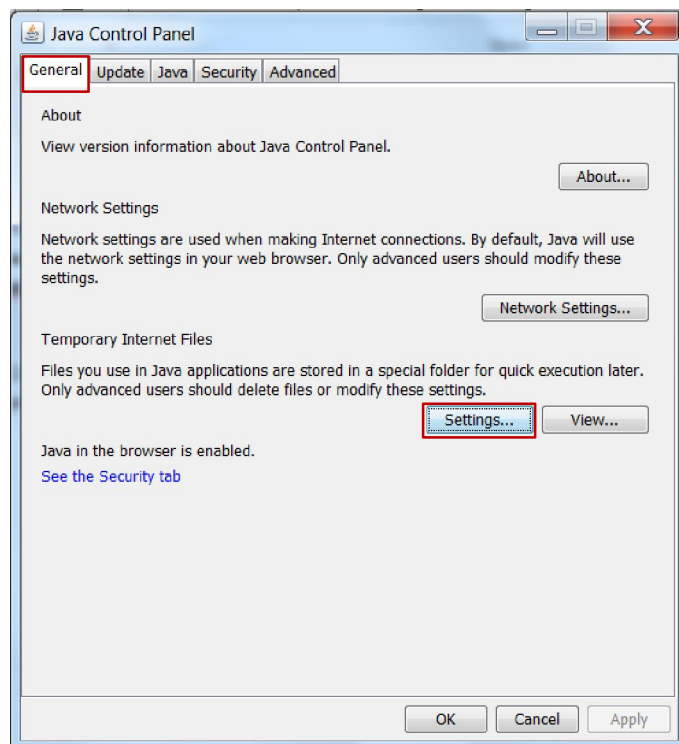 Java Control Panel
General Update Java Security Advanced
About
View version information about Java Control Panel.
About...
Network Settings
Network settings are used when making Internet connections. By default, Java will use
the network settings in your web browser. Only advanced users should modify these
settings.
Network Settings...
Temporary Internet Files
Files you use in Java applications are stored in a special folder for quick execution later.
Only advanced users should delete files or modify these settings.
Settings... View...
Java in the browser is enabled.
See the Security tab
OK Cancel Apply